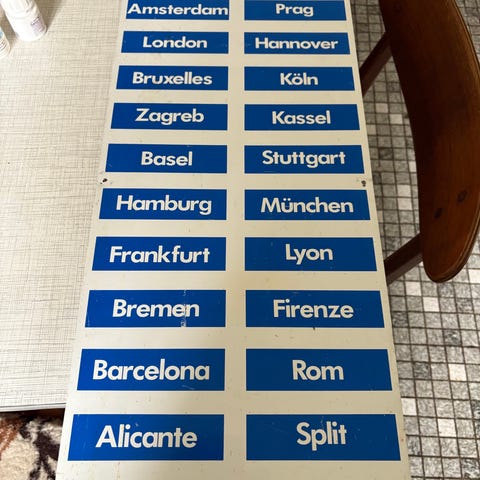 Amsterdam Prag
London Hannover
Bruxelles Köln
Zagreb Kassel
Basel Stuttgart
Hamburg München
Frankfurt Lyon
Bremen Firenze
Barcelona Rom
Alicante Split